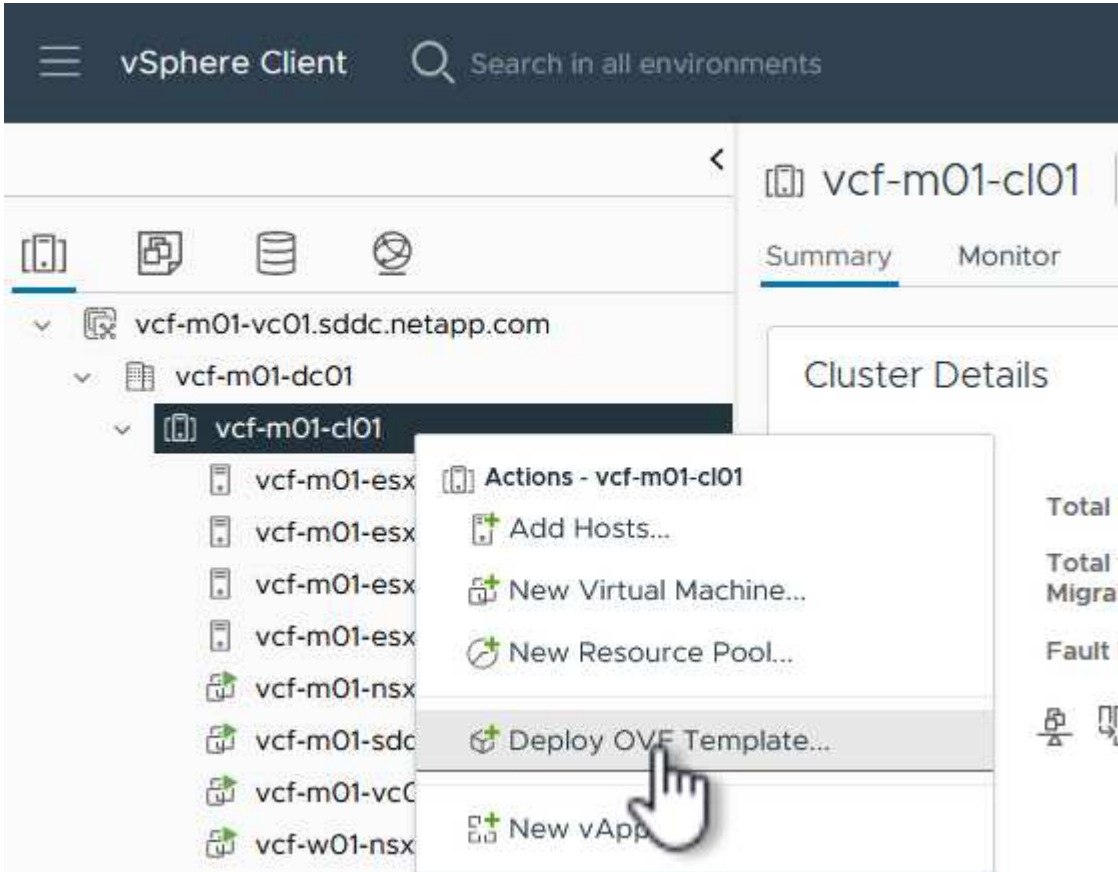 vSphere Client
Search in all environments
vcf-m01-cl01
Summary Monitor
vcf-m01-vc01.sddc.netapp.com
vcf-m01-dc01
vcf-m01-cl01
vcf-m01-esx
vcf-m01-esx
vcf-m01-esx
vcf-m01-esx
vcf-m01-nsx
vcf-m01-sdd
vcf-m01-vc0
vcf-w01-nsx
Actions - vcf-m01-cl01
Add Hosts...
New Virtual Machine...
New Resource Pool...
Deploy OVF Template...
New vApp
Cluster Details
Total
Total
Migra
Fault